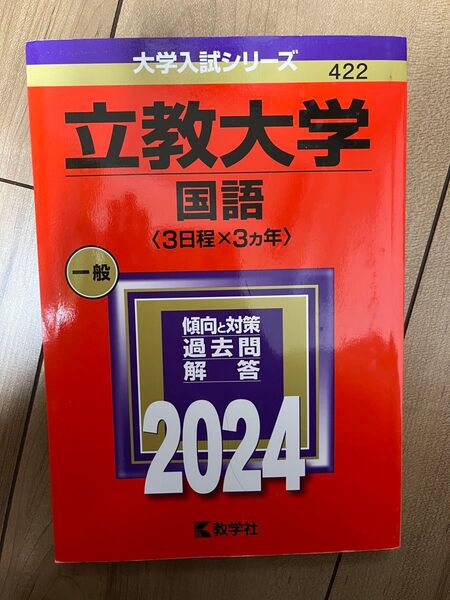 大学入試シリーズ
422
立教大学
国語
〈3日程×3ヵ年〉
一般
傾向と対策
過去問
解答
2024
教学社